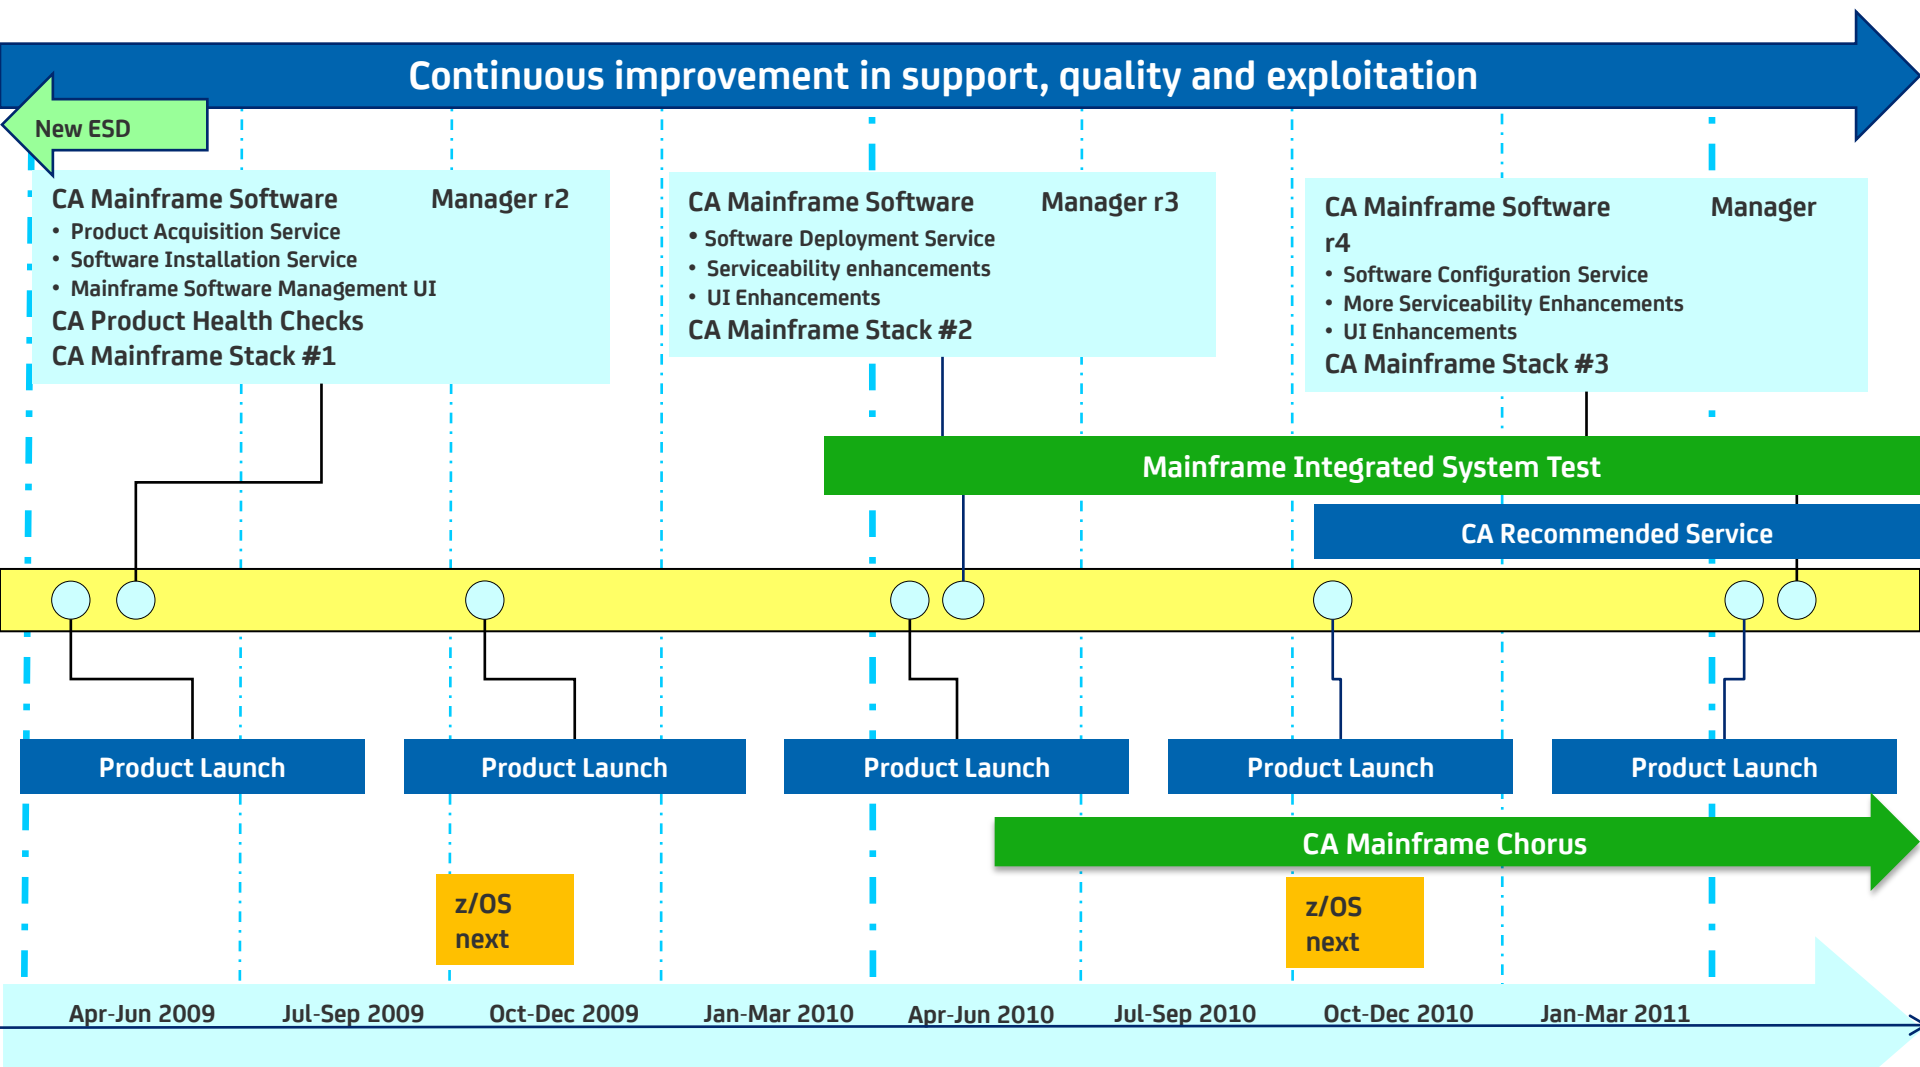 Continuous improvement in support, quality and exploitation
New ESD
CA Mainframe Software Manager r2
• Product Acquisition Service
• Software Installation Service
• Mainframe Software Management UI
CA Product Health Checks
CA Mainframe Stack #1
CA Mainframe Software Manager r3
• Software Deployment Service
• Serviceability enhancements
• UI Enhancements
CA Mainframe Stack #2
CA Mainframe Software Manager
r4
• Software Configuration Service
• More Serviceability Enhancements
• UI Enhancements
CA Mainframe Stack #3
Mainframe Integrated System Test
CA Recommended Service
Product Launch
Product Launch
Product Launch
Product Launch
Product Launch
CA Mainframe Chorus
z/OS
next
z/OS
next
Apr-Jun 2009
Jul-Sep 2009
Oct-Dec 2009
Jan-Mar 2010
Apr-Jun 2010
Jul-Sep 2010
Oct-Dec 2010
Jan-Mar 2011